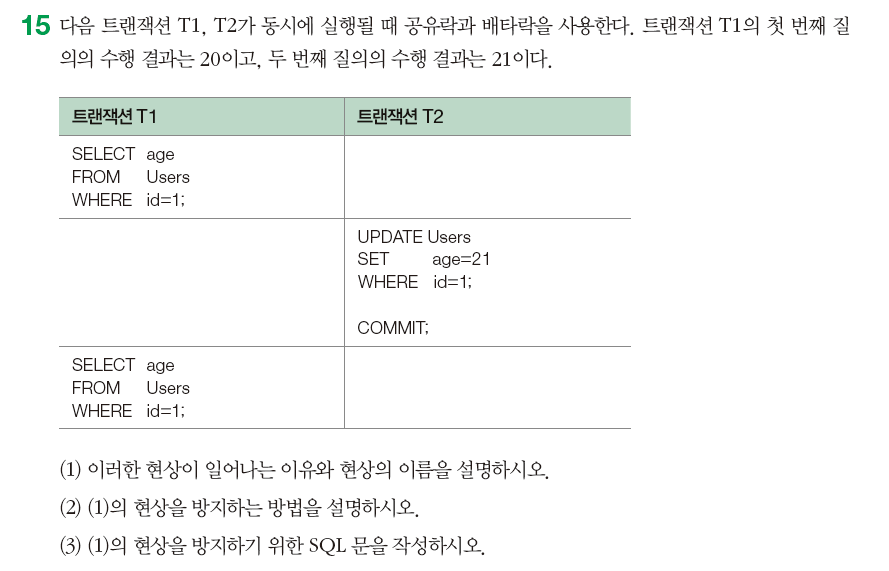 15 다음 트랜잭션 T1, T2가 동시에 실행될 때 공유락과 배타락을 사용한다. 트랜잭션 T1의 첫 번째 질
의의 수행 결과는 20이고, 두 번째 질의의 수행 결과는 21이다.
트랜잭션 T1 트랜잭션 T2
SELECT age
FROM Users
WHERE id=1;
UPDATE Users
SET age=21
WHERE id=1;
COMMIT;
SELECT age
FROM Users
WHERE id=1;
(1) 이러한 현상이 일어나는 이유와 현상의 이름을 설명하시오.
(2) (1)의 현상을 방지하는 방법을 설명하시오.
(3) (1)의 현상을 방지하기 위한 SQL 문을 작성하시오.